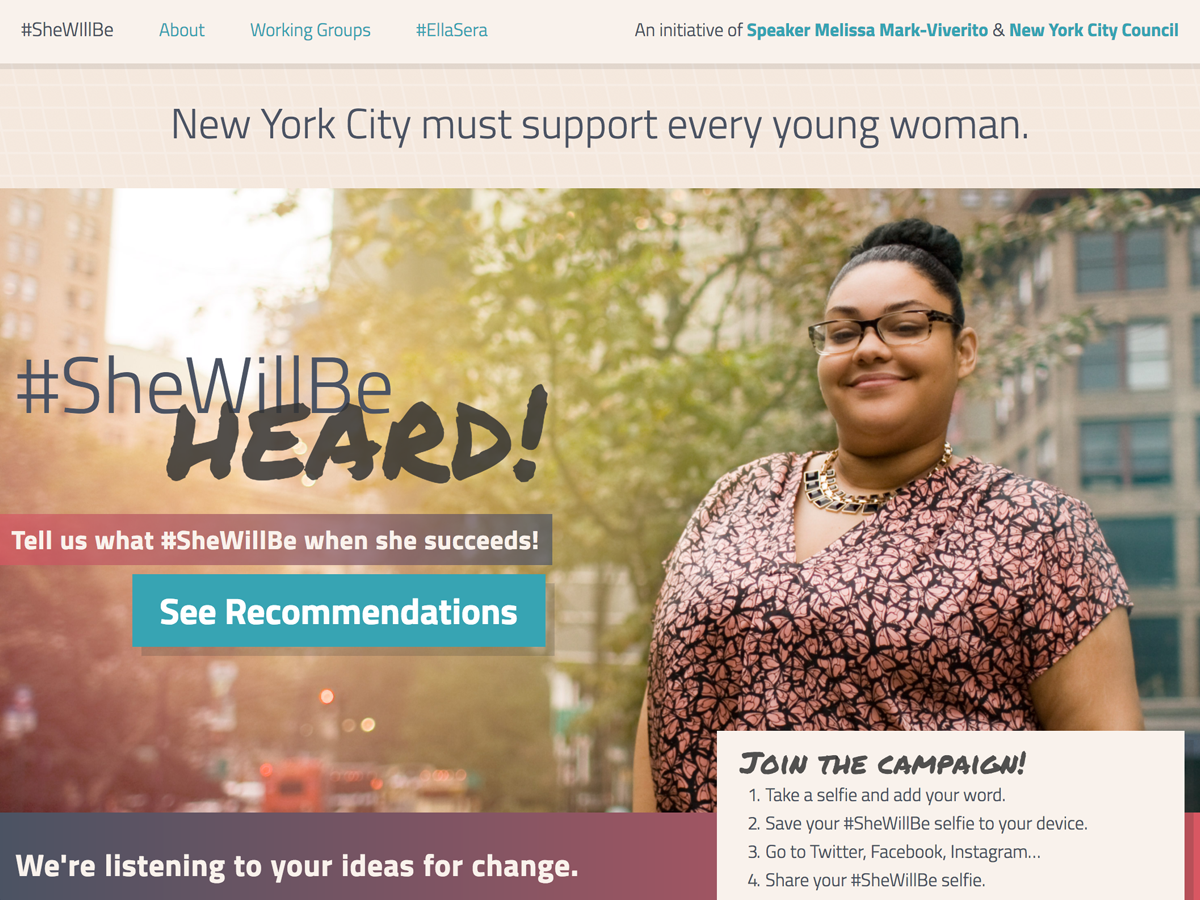 #SheWIllBe About Working Groups #EllaSera An initiative of Speaker Melissa Mark-Viverito & New York City Council
New York City must support every young woman.
#SheWillBe
HEARD!
Tell us what #SheWillBe when she succeeds!
See Recommendations
JOIN THE CAMPAIGN!
1. Take a selfie and add your word.
2. Save your #SheWillBe selfie to your device.
3. Go to Twitter, Facebook, Instagram...
4. Share your #SheWillBe selfie.
We're listening to your ideas for change.